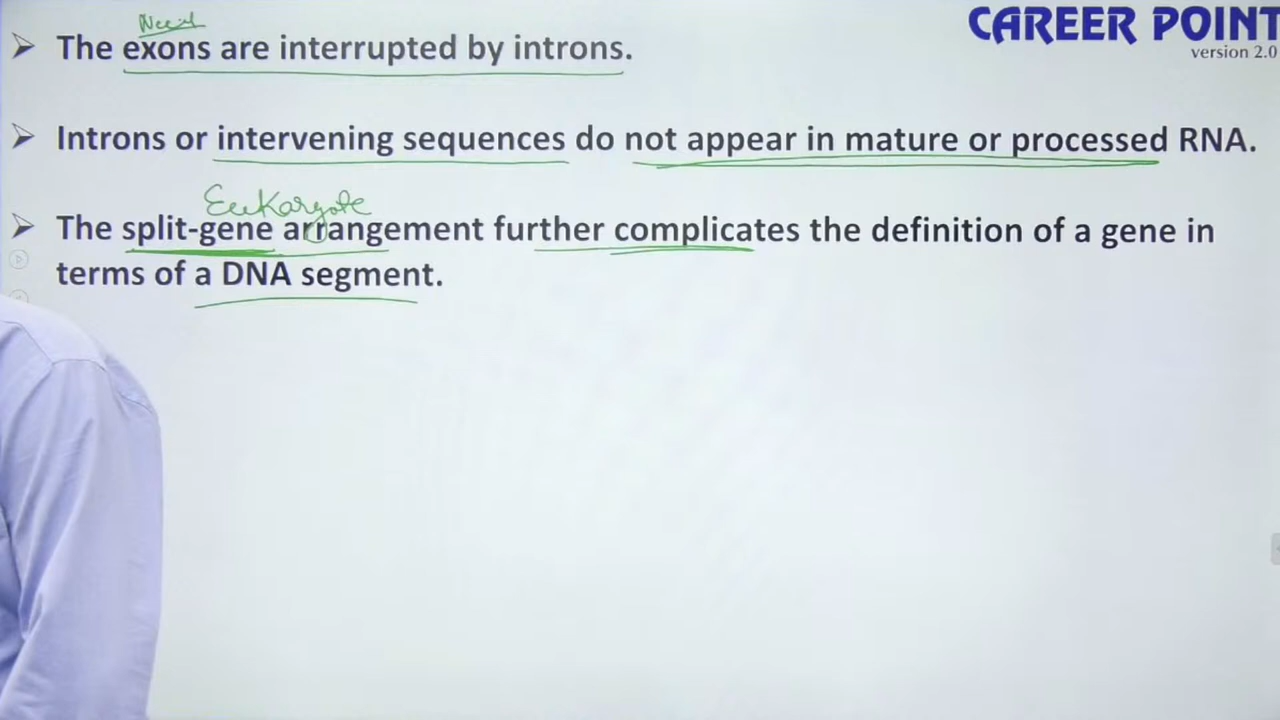 CAREER POINT
version 2.0
The exons are interrupted by introns.
Introns or intervening sequences do not appear in mature or processed RNA.
Eukaryote
The split-gene arrangement further complicates the definition of a gene in
terms of a DNA segment.